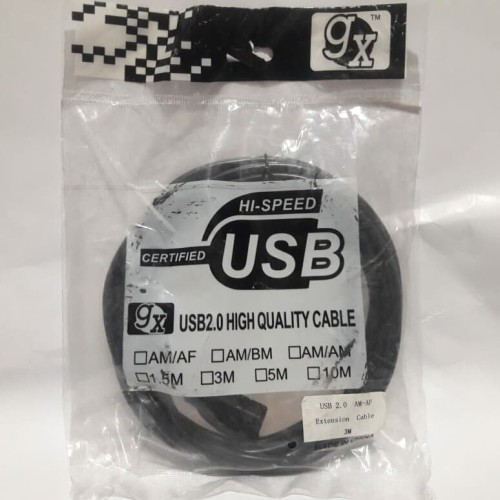 gx™
HI-SPEED
CERTIFIED USB
gx USB2.0 HIGH QUALITY CABLE
AM/AF AM/BM AM/AM
1.5M 3M 5M 10M
USB 2.0 AM-AF
Extension Cable
3M